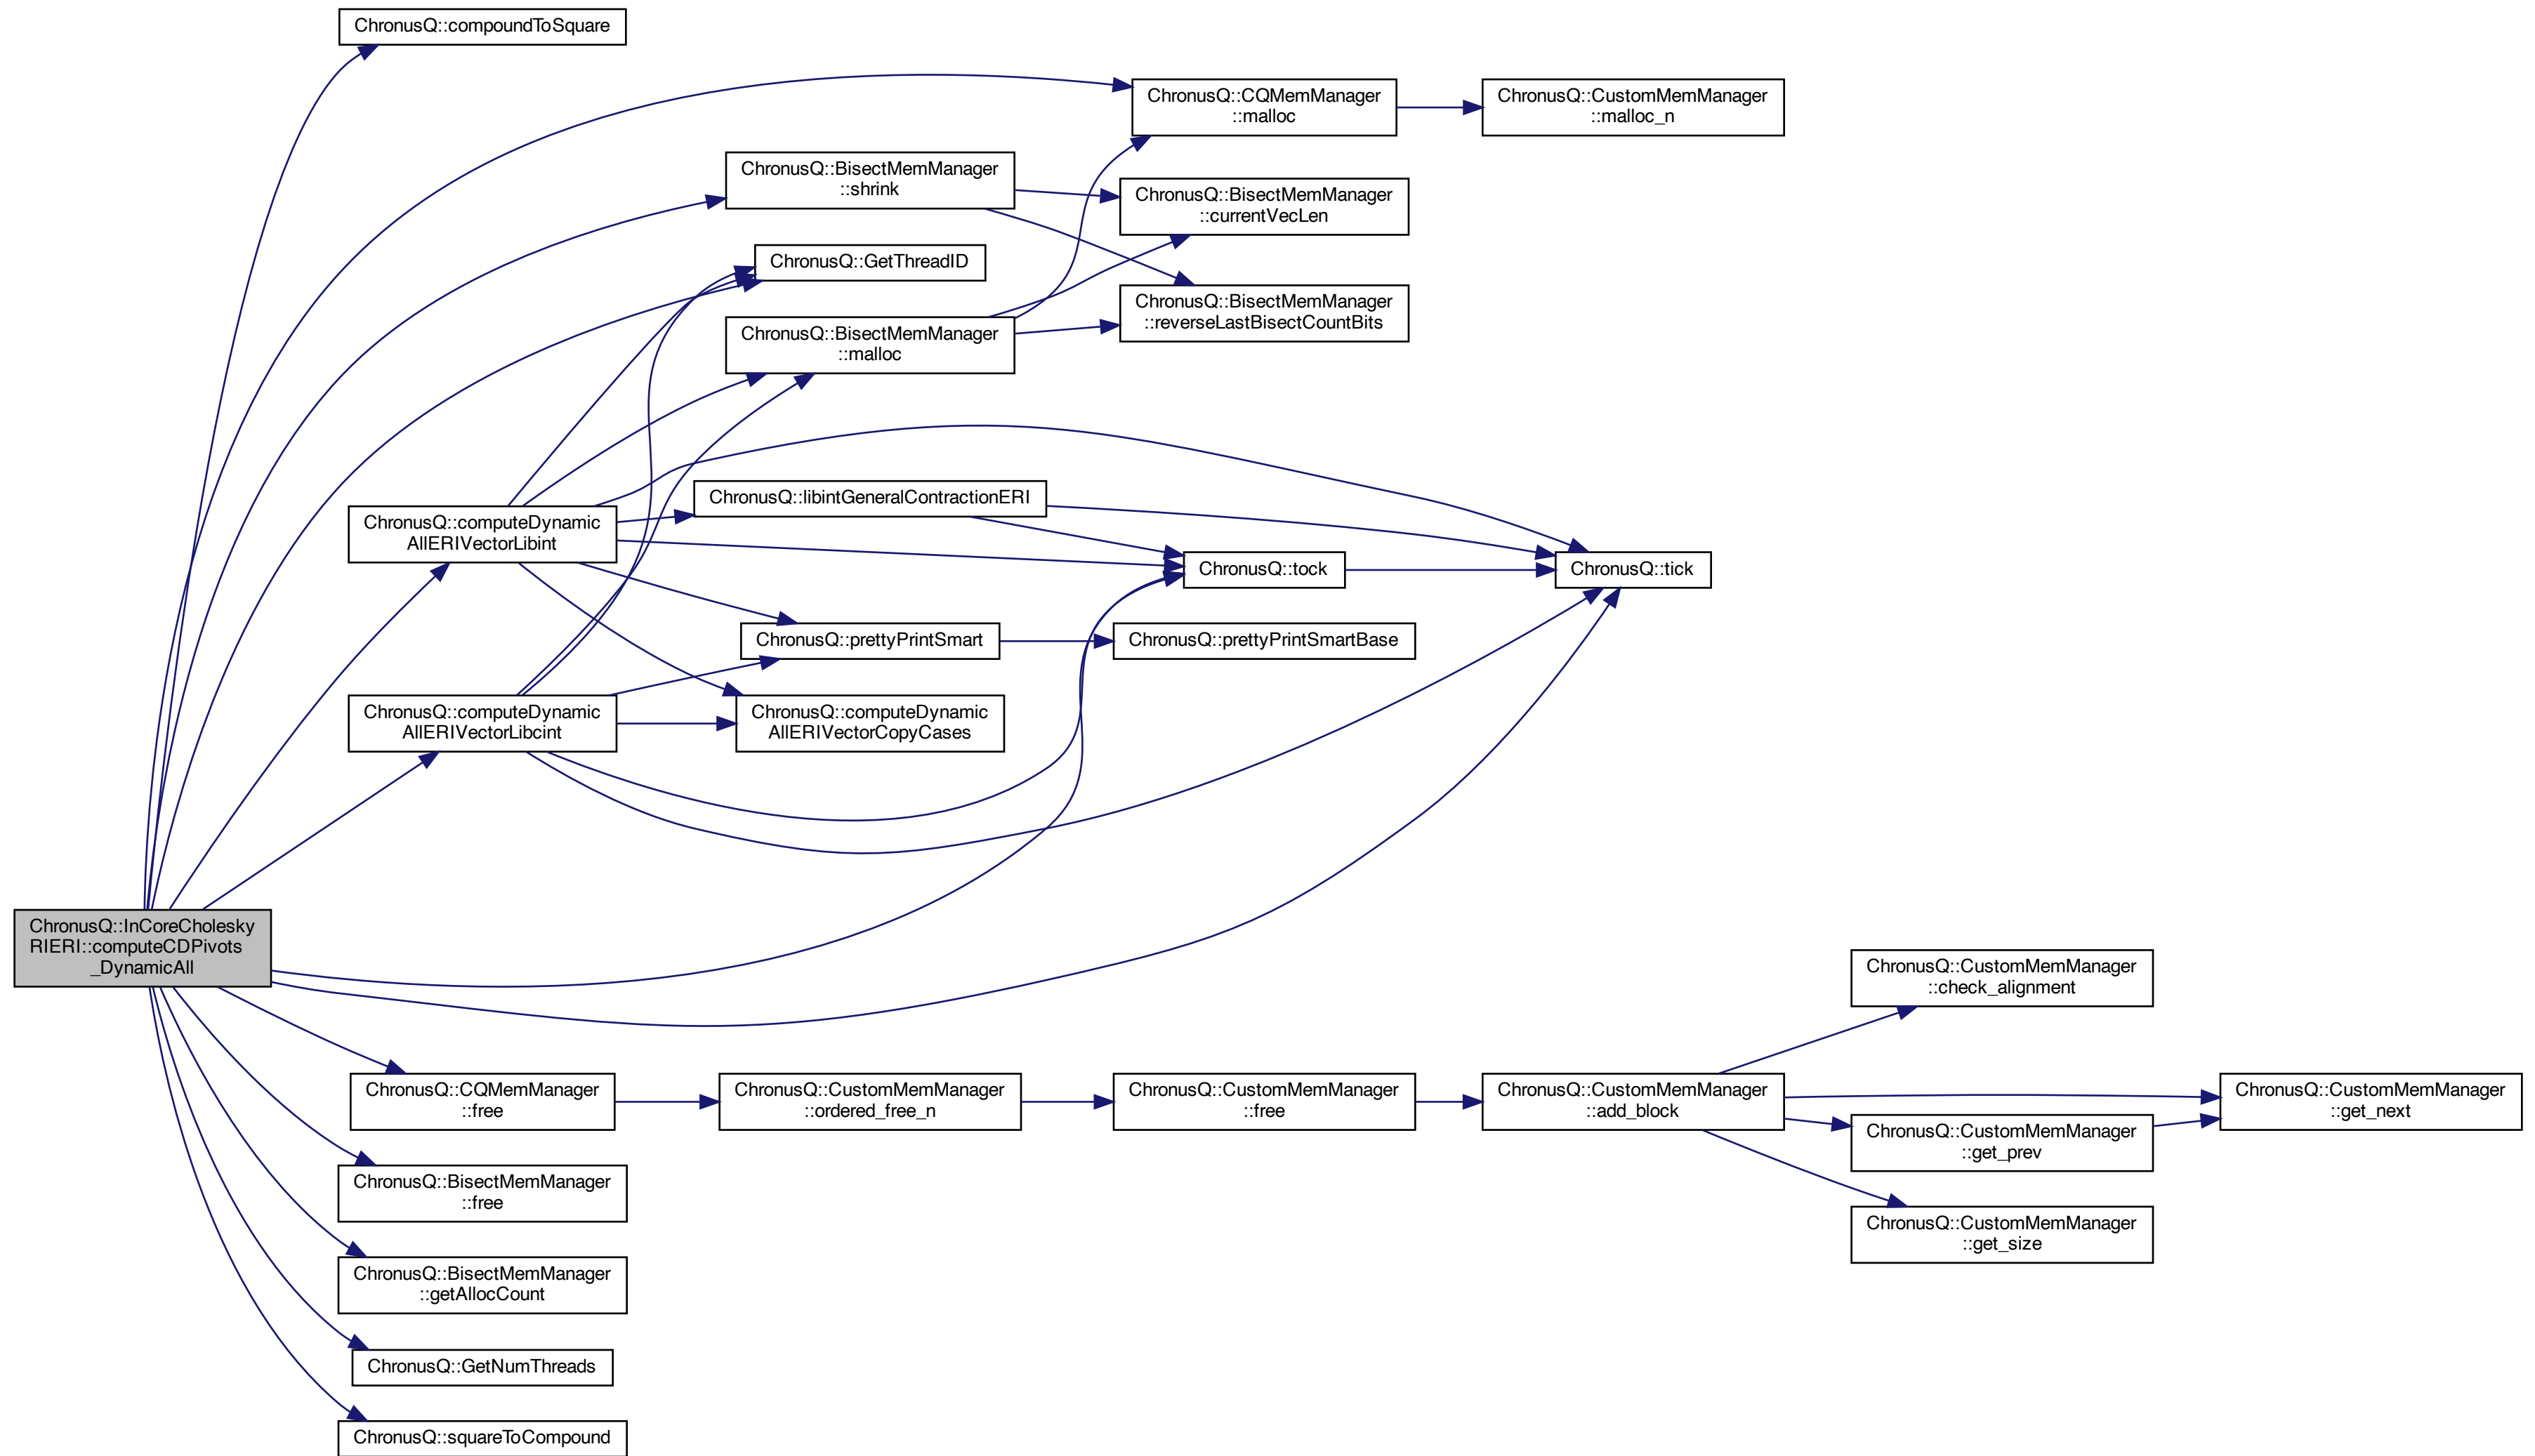 ChronusQ::compoundToSquare
ChronusQ::CQMemManager
::malloc
ChronusQ::CustomMemManager
::malloc_n
ChronusQ::BisectMemManager
::shrink
ChronusQ::BisectMemManager
::currentVecLen
ChronusQ::GetThreadID
ChronusQ::BisectMemManager
::reverseLastBisectCountBits
ChronusQ::BisectMemManager
::malloc
ChronusQ::libintGeneralContractionERI
ChronusQ::computeDynamic
AllERIVectorLibint
ChronusQ::tock
ChronusQ::tick
ChronusQ::prettyPrintSmart
ChronusQ::prettyPrintSmartBase
ChronusQ::computeDynamic
AllERIVectorLibcint
ChronusQ::computeDynamic
AllERIVectorCopyCases
ChronusQ::InCoreCholesky
RIERI::computeCDPivots
_DynamicAll
ChronusQ::CustomMemManager
::check_alignment
ChronusQ::CQMemManager
::free
ChronusQ::CustomMemManager
::ordered_free_n
ChronusQ::CustomMemManager
::free
ChronusQ::CustomMemManager
::add_block
ChronusQ::CustomMemManager
::get_next
ChronusQ::CustomMemManager
::get_prev
ChronusQ::BisectMemManager
::free
ChronusQ::CustomMemManager
::get_size
ChronusQ::BisectMemManager
::getAllocCount
ChronusQ::GetNumThreads
ChronusQ::squareToCompound